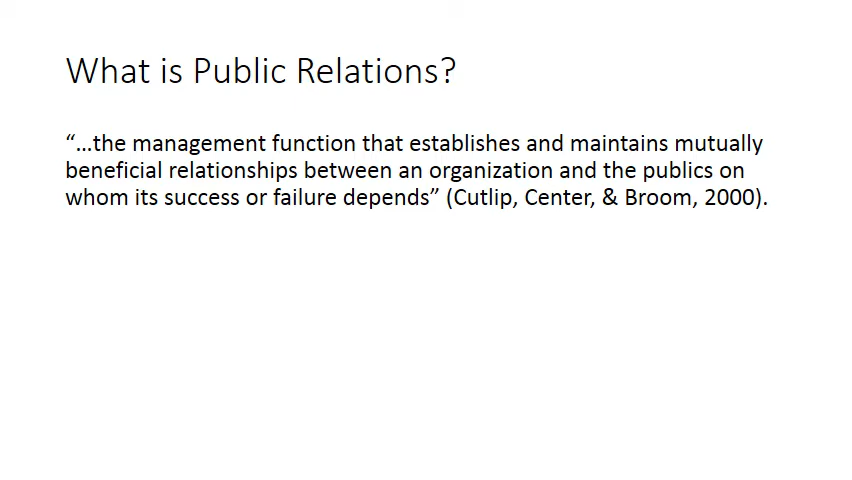 What is Public Relations?
“…the management function that establishes and maintains mutually
beneficial relationships between an organization and the publics on
whom its success or failure depends” (Cutlip, Center, & Broom, 2000).